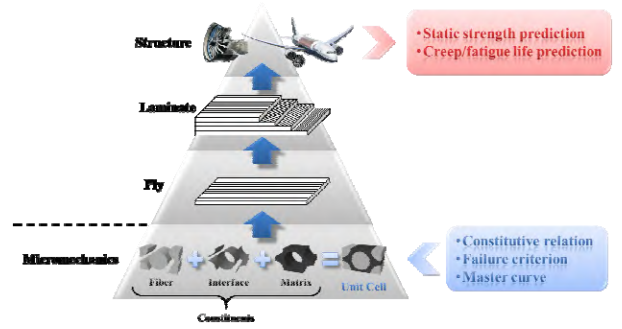 Structure
• Static strength prediction
• Creep/fatigue life prediction
Laminate
Ply
Micromechanics
Fiber
Interface
Matrix
Unit Cell
Constituents
• Constitutive relation
• Failure criterion
• Master curve